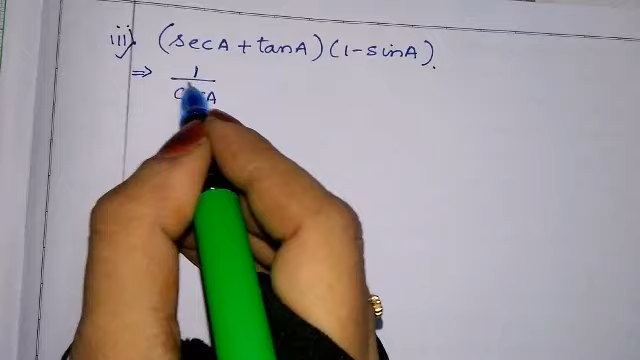 iii). (secA + tanA) (1 - sinA).
⇒ 1